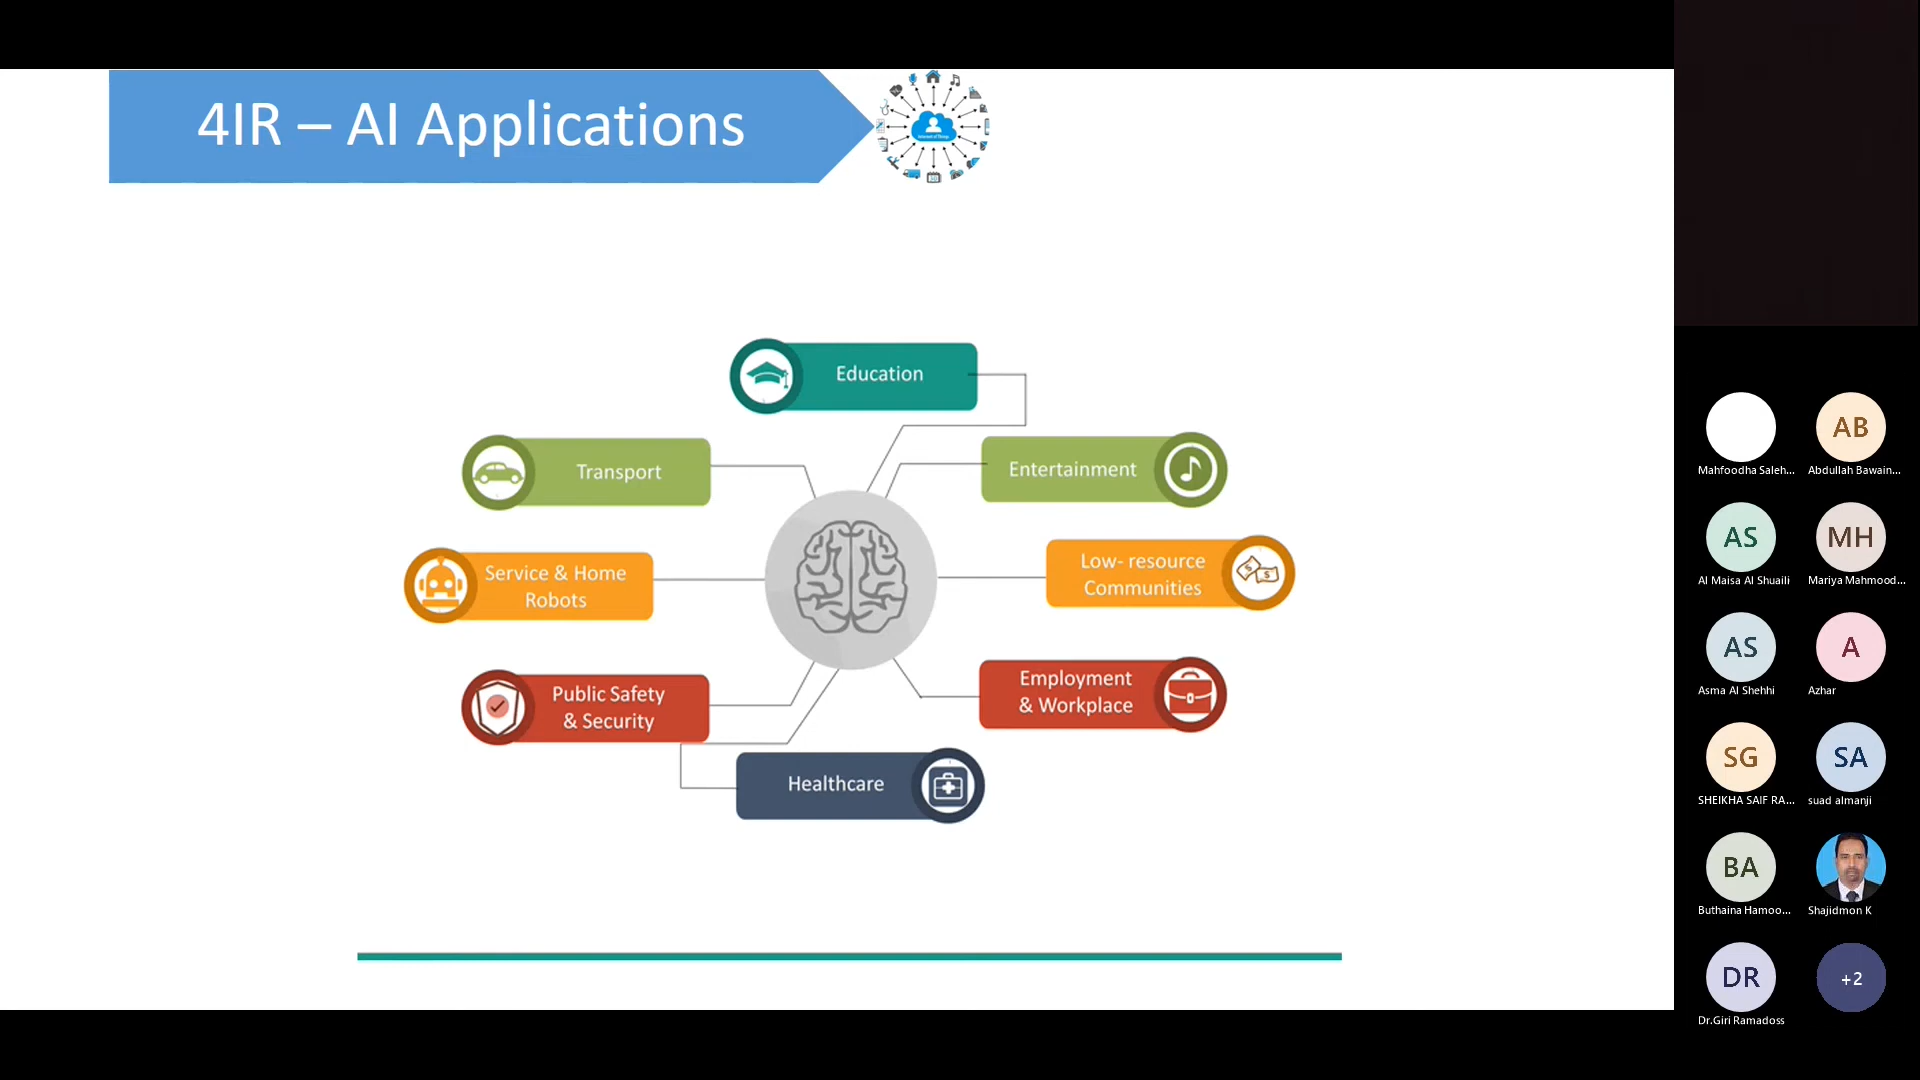 4IR – AI Applications
Education
Transport
Entertainment
Service & Home
Robots
Low- resource
Communities
Public Safety
& Security
Employment
& Workplace
Healthcare
Mahfoodha Saleh...
AB
Abdullah Bawain...
AS
Al Maisa Al Shuaili
MH
Mariya Mahmood...
AS
Asma Al Shehhi
A
Azhar
SG
SHEIKHA SAIF RA...
SA
suad almanji
BA
Buthaina Hamoo...
Shajidmon K
DR
Dr.Giri Ramadoss
+2